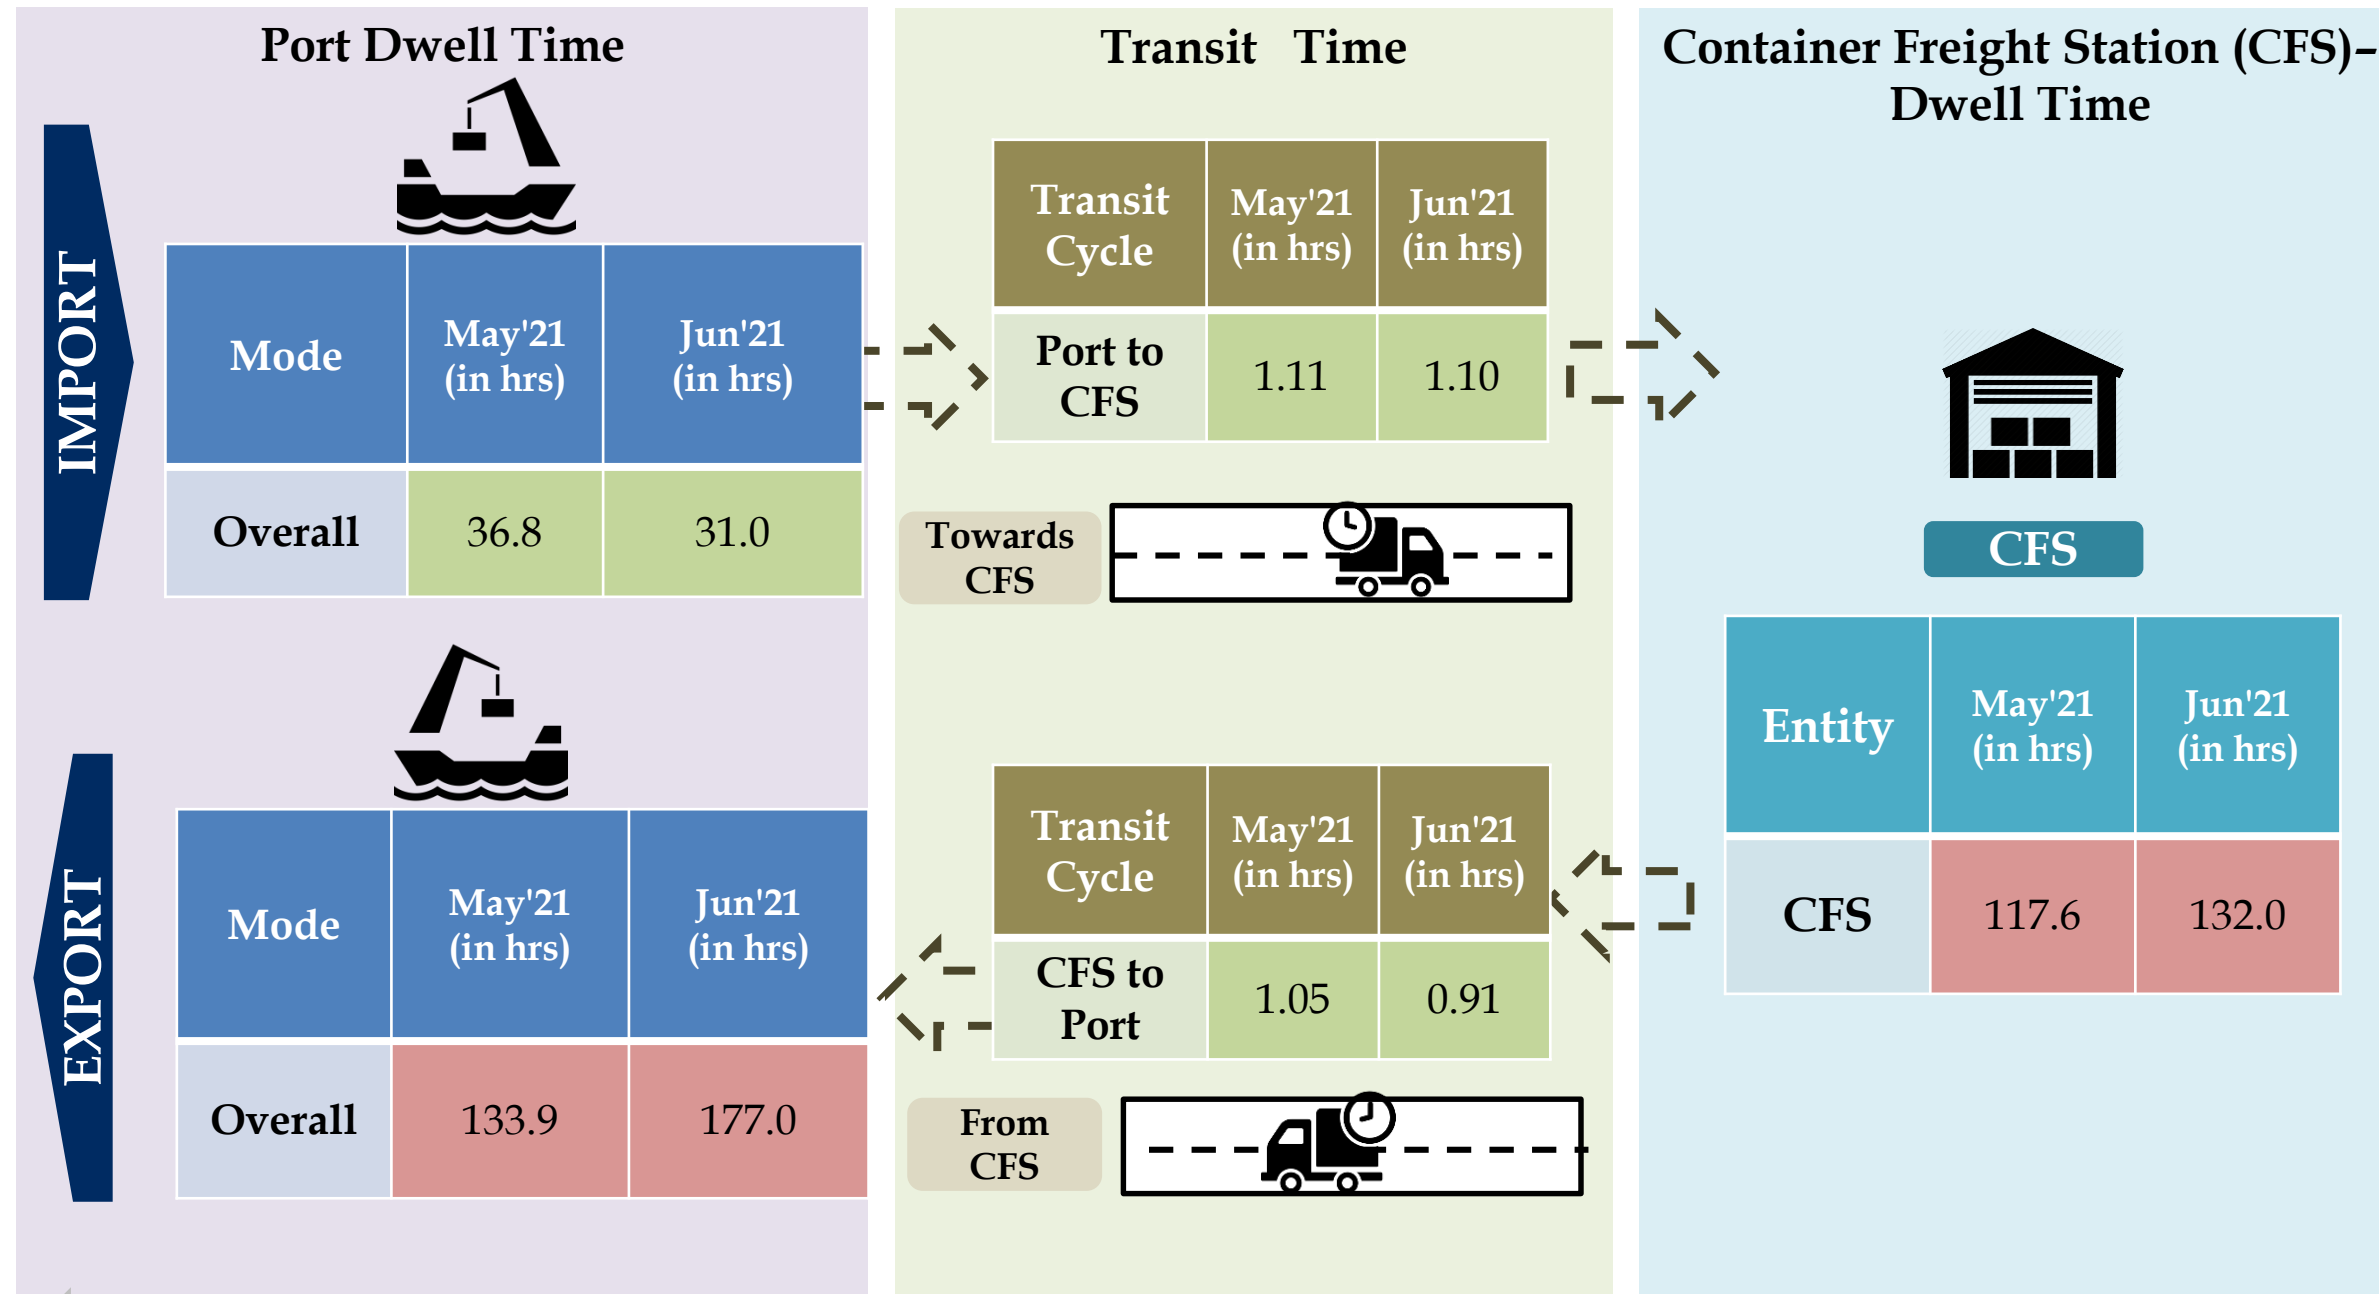 Port Dwell Time
IMPORT
Mode
May'21
(in hrs)
Jun'21
(in hrs)
Overall
36.8
31.0
EXPORT
Mode
May'21
(in hrs)
Jun'21
(in hrs)
Overall
133.9
177.0
Transit Time
Transit
Cycle
May'21
(in hrs)
Jun'21
(in hrs)
Port to
CFS
1.11
1.10
Towards
CFS
Transit
Cycle
May'21
(in hrs)
Jun'21
(in hrs)
CFS to
Port
1.05
0.91
From
CFS
Container Freight Station (CFS)–
Dwell Time
CFS
Entity
May'21
(in hrs)
Jun'21
(in hrs)
CFS
117.6
132.0